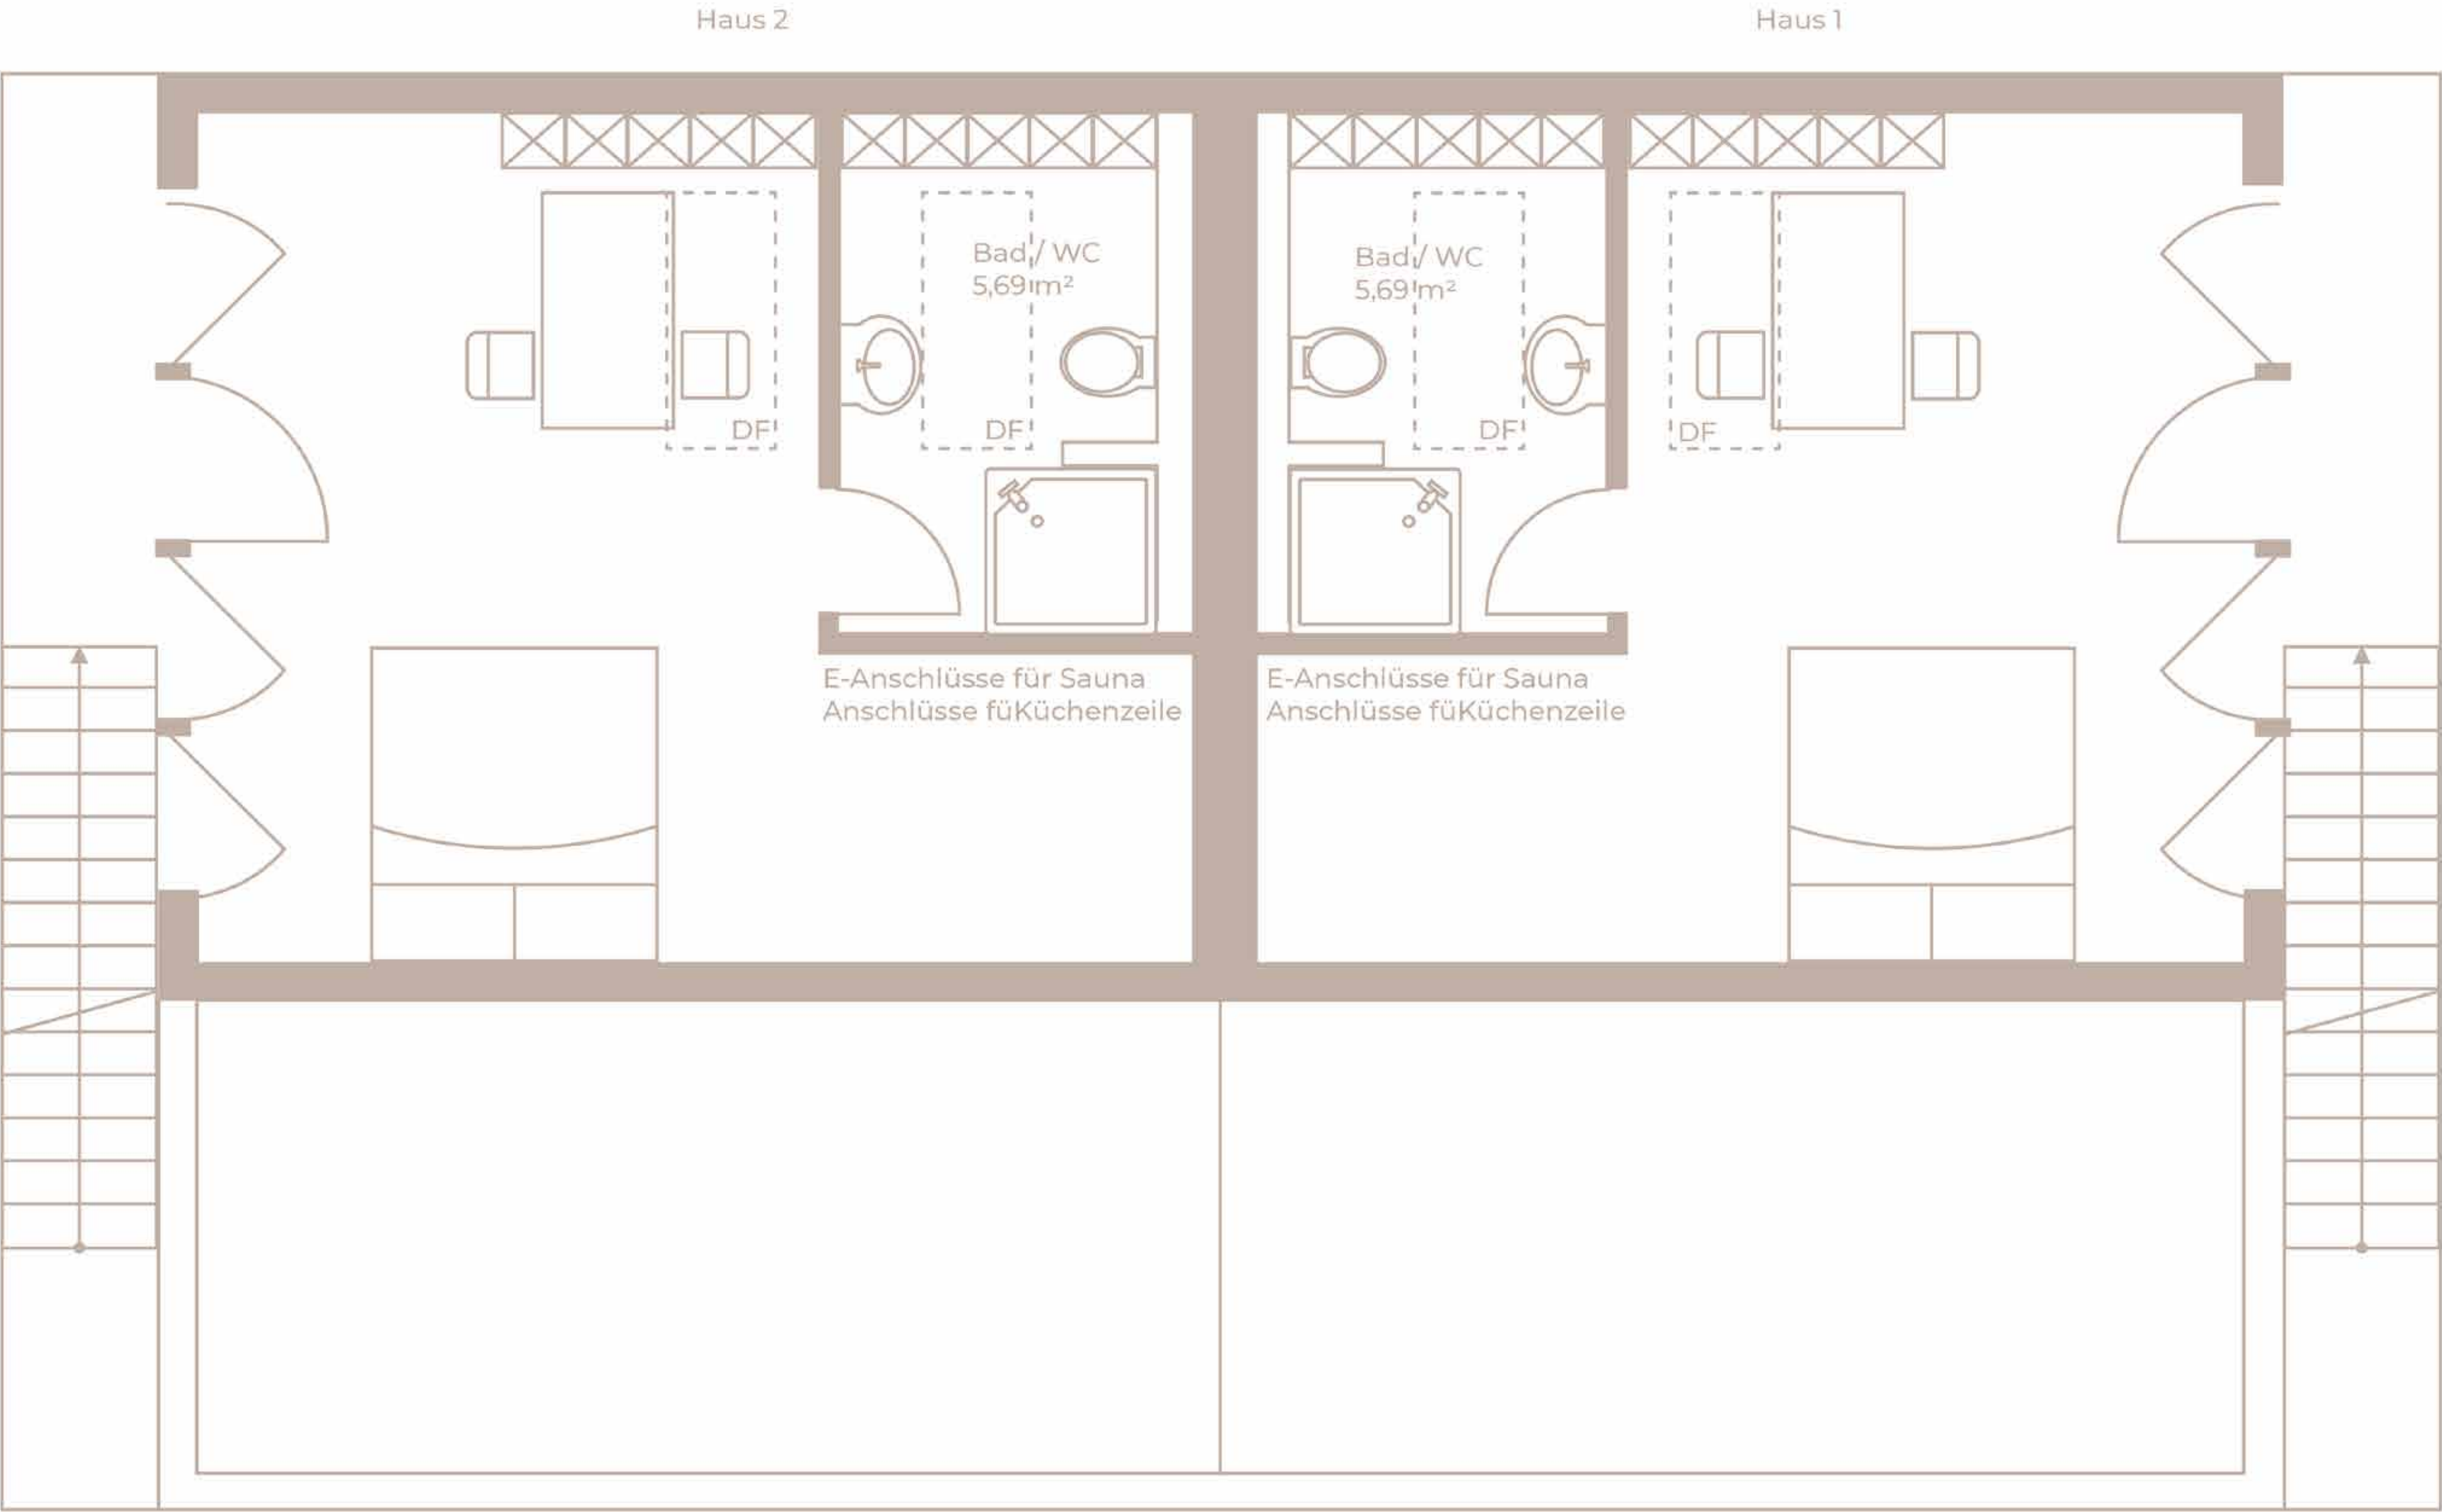 Haus 2
Haus 1
Bad / WC
5,69 m²
Bad / WC
5,69 m²
DF
DF
DF
DF
E-Anschlüsse für Sauna
Anschlüsse füKüchenzeile
E-Anschlüsse für Sauna
Anschlüsse füKüchenzeile